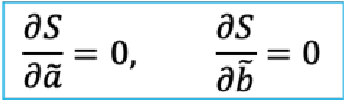 ∂S/∂ã = 0, ∂S/∂b̃ = 0